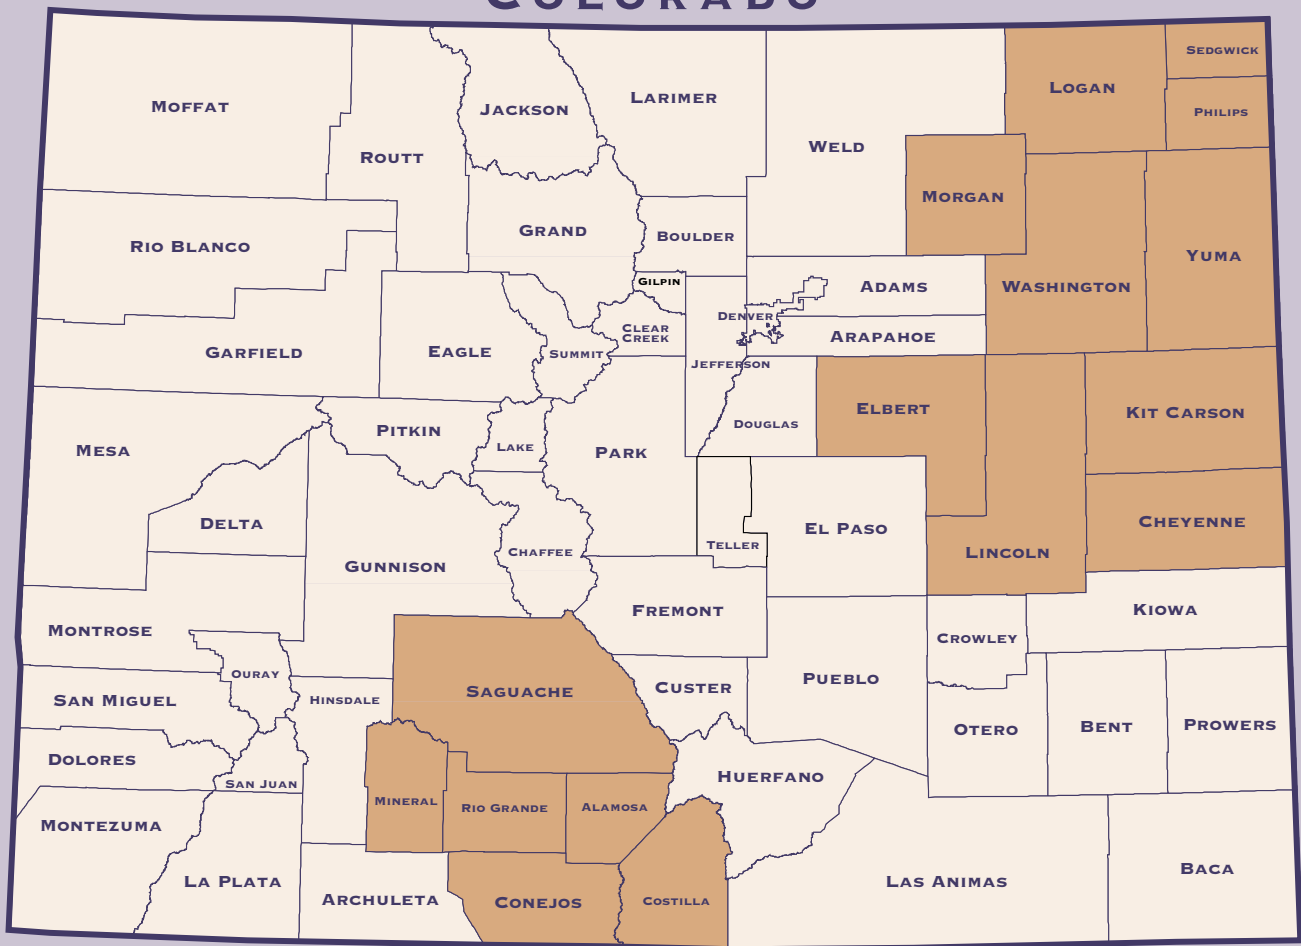 COLORADO
SEDGWICK
LOGAN
MOFFAT
JACKSON
LARIMER
PHILIPS
WELD
ROUTT
MORGAN
GRAND
BOULDER
RIO BLANCO
YUMA
GILPIN
ADAMS
WASHINGTON
DENVER
CLEAR
CREEK
ARAPAHOE
GARFIELD
EAGLE
SUMMIT
JEFFERSON
ELBERT
KIT CARSON
DOUGLAS
PITKIN
LAKE
MESA
PARK
DELTA
CHEYENNE
EL PASO
TELLER
CHAFFEE
LINCOLN
GUNNISON
FREMONT
KIOWA
MONTROSE
CROWLEY
OURAY
PUEBLO
CUSTER
SAGUACHE
SAN MIGUEL
HINSDALE
OTERO
BENT
PROWERS
DOLORES
HUERFANO
SAN JUAN
MINERAL
RIO GRANDE
ALAMOSA
MONTEZUMA
BACA
LA PLATA
LAS ANIMAS
ARCHULETA
CONEJOS
COSTILLA